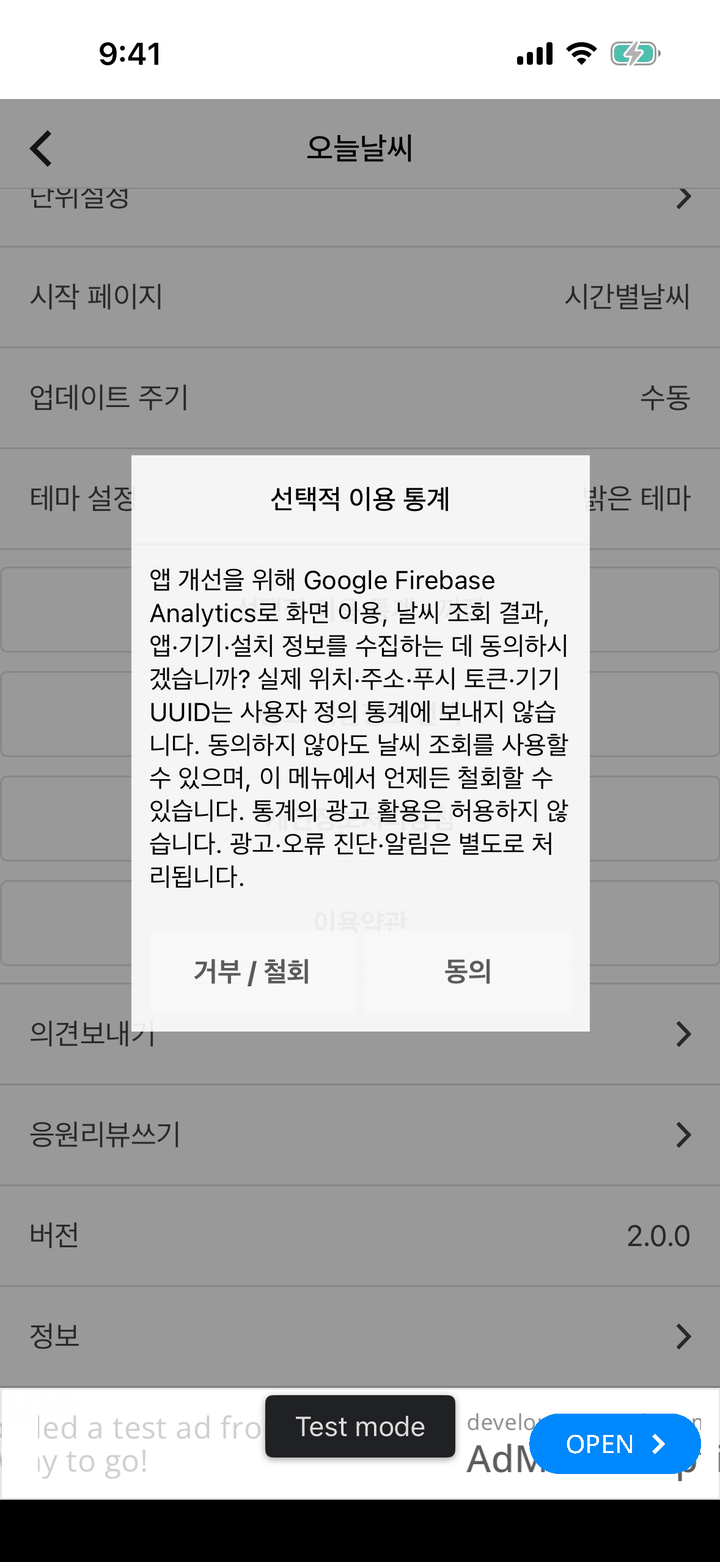 9:41
오늘날씨
단위설정
시작 페이지 시간별날씨
업데이트 주기 수동
테마 설정 밝은 테마
선택적 이용 통계
앱 개선을 위해 Google Firebase
Analytics로 화면 이용, 날씨 조회 결과,
앱·기기·설치 정보를 수집하는 데 동의하시
겠습니까? 실제 위치·주소·푸시 토큰·기기
UUID는 사용자 정의 통계에 보내지 않습
니다. 동의하지 않아도 날씨 조회를 사용할
수 있으며, 이 메뉴에서 언제든 철회할 수
있습니다. 통계의 광고 활용은 허용하지 않
습니다. 광고·오류 진단·알림은 별도로 처
리됩니다.
이용약관
거부 / 철회 동의
의견보내기
응원리뷰쓰기
버전 2.0.0
정보
a test ad
to go!
Test mode
OPEN